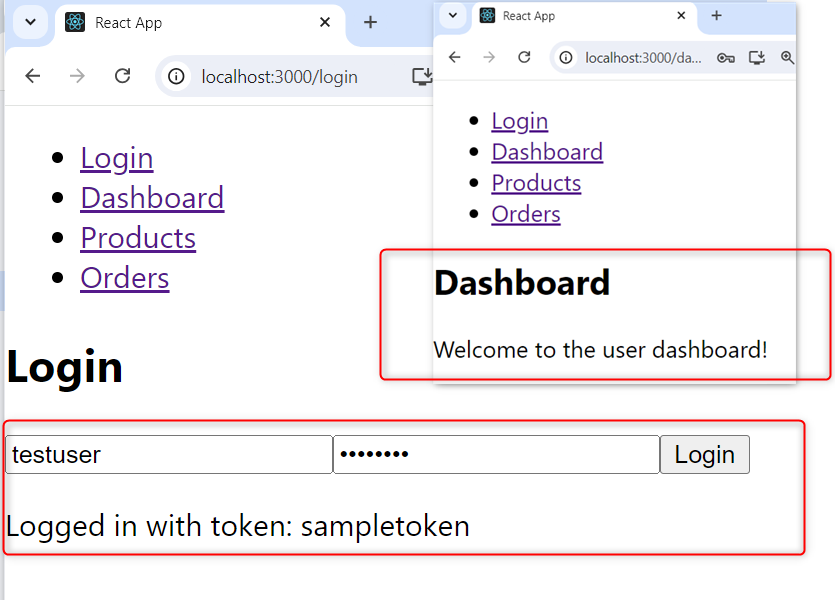 React App
localhost:3000/login
Login
Dashboard
Products
Orders
Login
testuser
••••••••
Login
Logged in with token: sampletoken
React App
localhost:3000/da...
Login
Dashboard
Products
Orders
Dashboard
Welcome to the user dashboard!